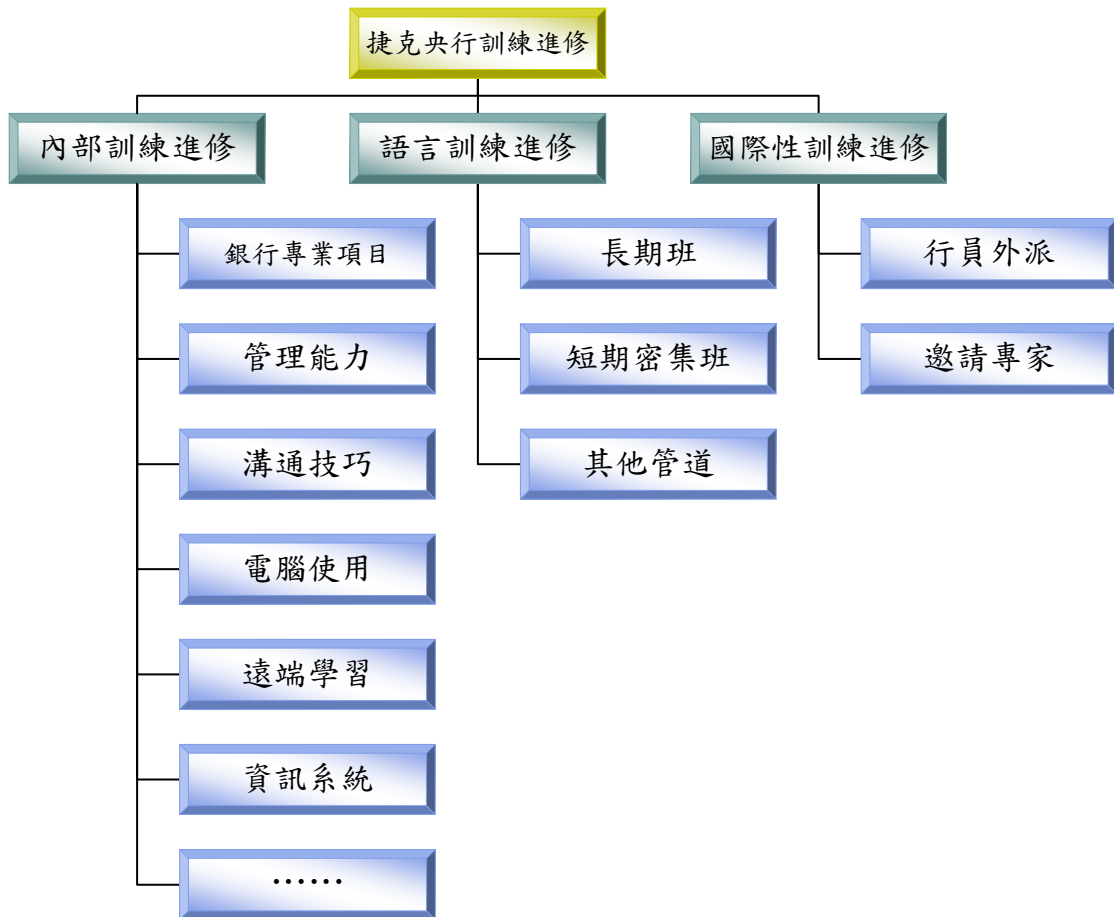 捷克央行訓練進修
內部訓練進修
語言訓練進修
國際性訓練進修
銀行專業項目
管理能力
溝通技巧
電腦使用
遠端學習
資訊系統
……
長期班
短期密集班
其他管道
行員外派
邀請專家